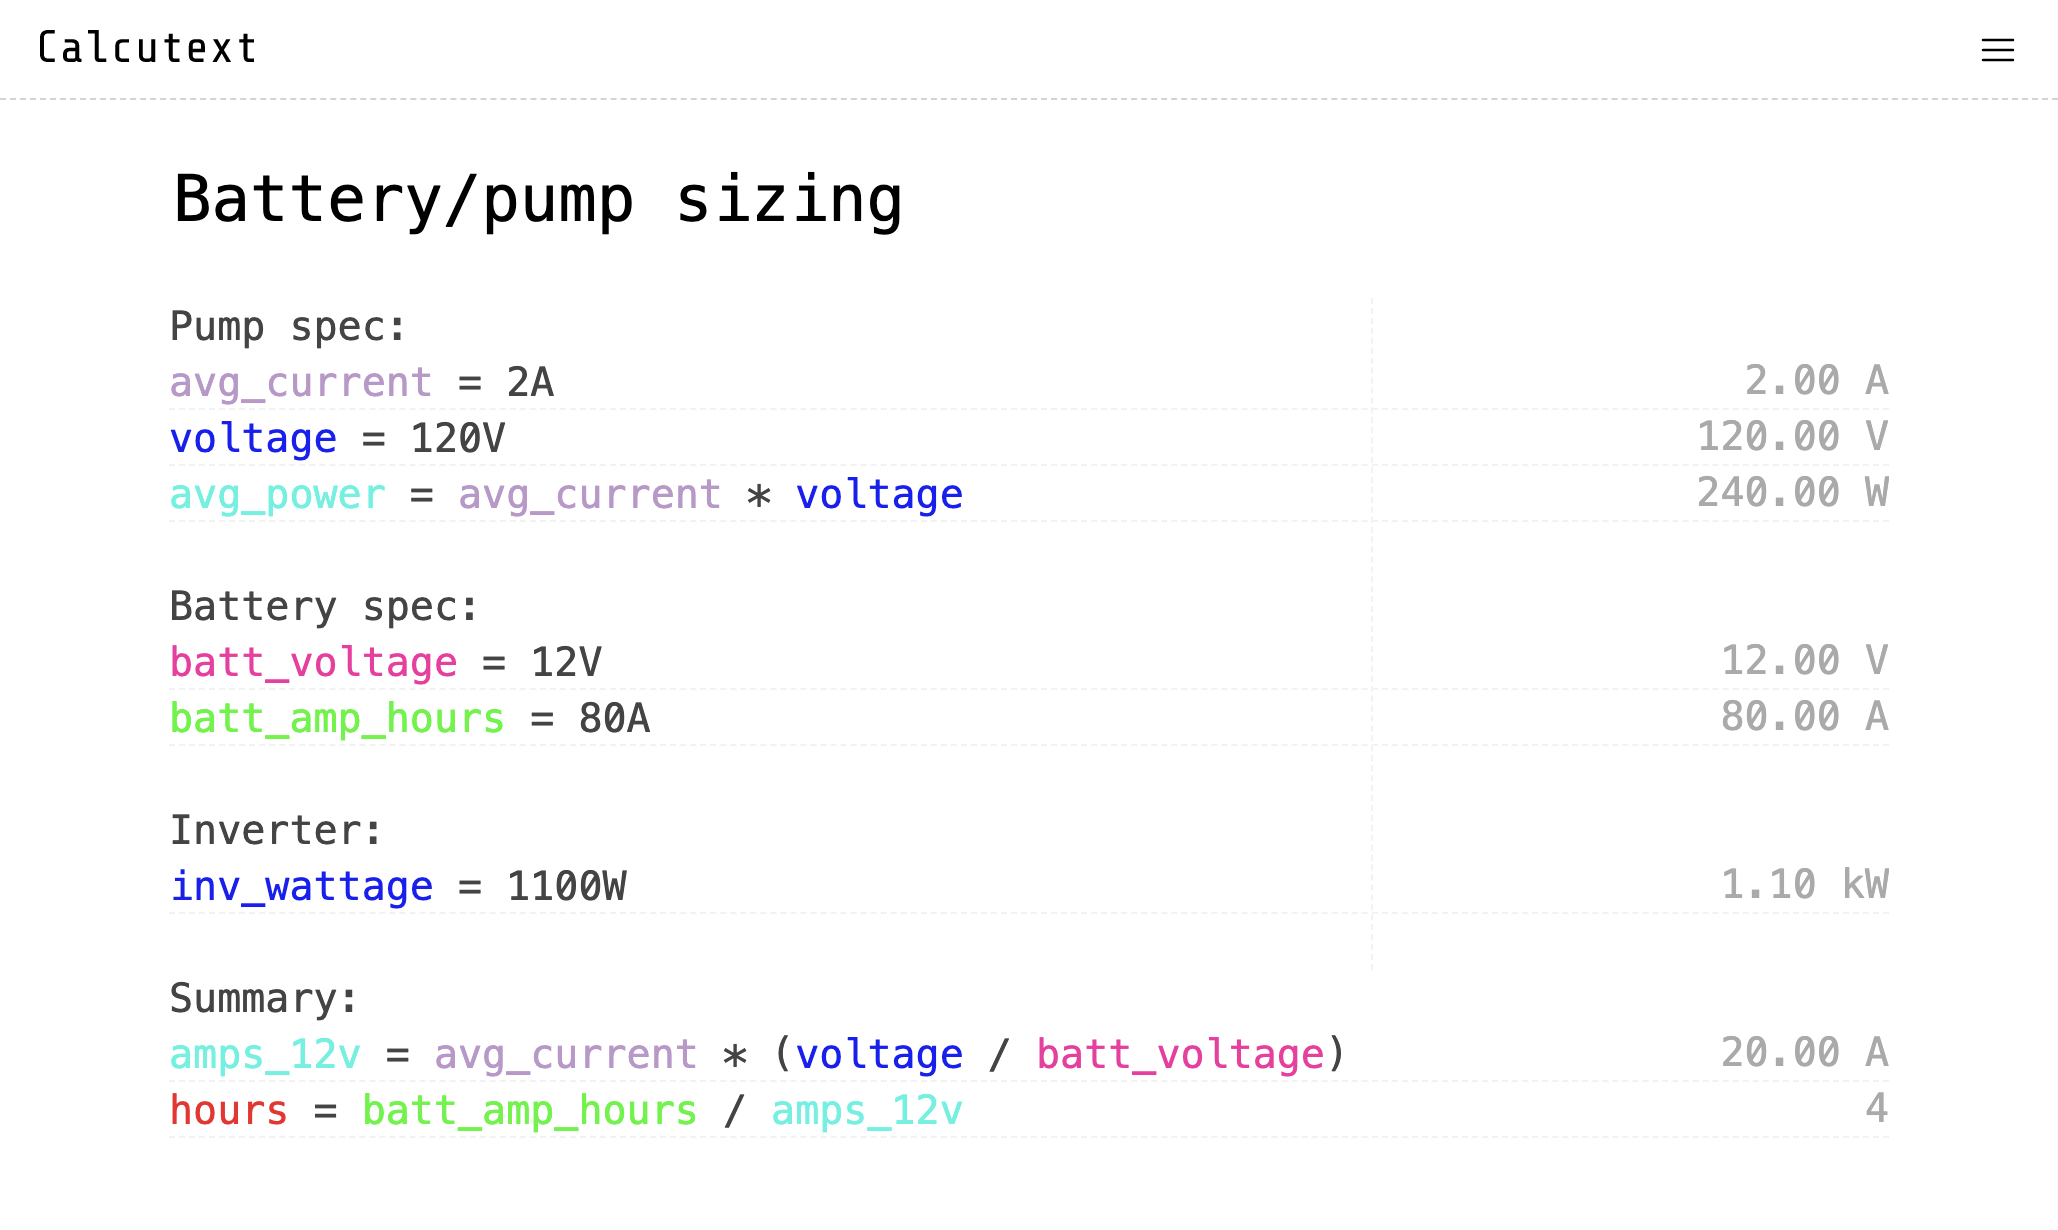 Calcutext
Battery/pump sizing
Pump spec:
avg_current = 2A 2.00 A
voltage = 120V 120.00 V
avg_power = avg_current * voltage 240.00 W
Battery spec:
batt_voltage = 12V 12.00 V
batt_amp_hours = 80A 80.00 A
Inverter:
inv_wattage = 1100W 1.10 kW
Summary:
amps_12v = avg_current * (voltage / batt_voltage) 20.00 A
hours = batt_amp_hours / amps_12v 4